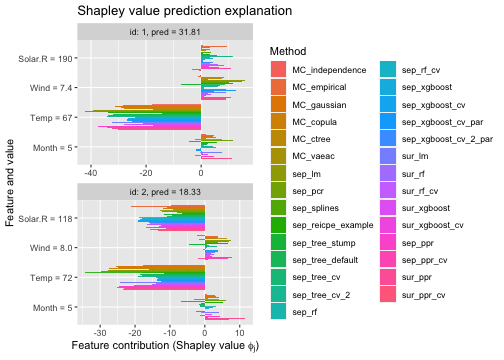 Shapley value prediction explanation
id: 1, pred = 31.81
Solar.R = 190
Wind = 7.4
Temp = 67
Month = 5
-40
-20
0
id: 2, pred = 18.33
Solar.R = 118
Wind = 8.0
Temp = 72
Month = 5
-30
-20
-10
0
10
Feature contribution (Shapley value ϕj)
Feature and value
Method
MC_independence
MC_empirical
MC_gaussian
MC_copula
MC_ctree
MC_vaeac
sep_lm
sep_pcr
sep_splines
sep_reicpe_example
sep_tree_stump
sep_tree_default
sep_tree_cv
sep_tree_cv_2
sep_rf
sep_rf_cv
sep_xgboost
sep_xgboost_cv
sep_xgboost_cv_par
sep_xgboost_cv_2_par
sur_lm
sur_rf
sur_rf_cv
sur_xgboost
sur_xgboost_cv
sep_ppr
sep_ppr_cv
sur_ppr
sur_ppr_cv